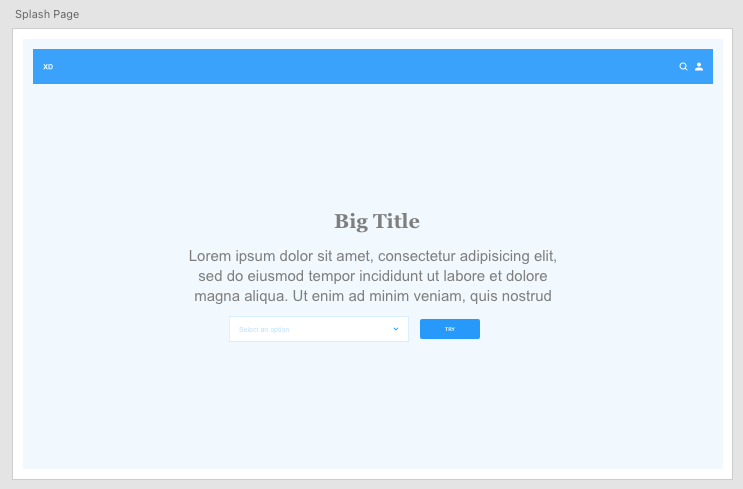 Splash Page
XD
Big Title
Lorem ipsum dolor sit amet, consectetur adipisicing elit,
sed do eiusmod tempor incididunt ut labore et dolore
magna aliqua. Ut enim ad minim veniam, quis nostrud
Select an option
TRY